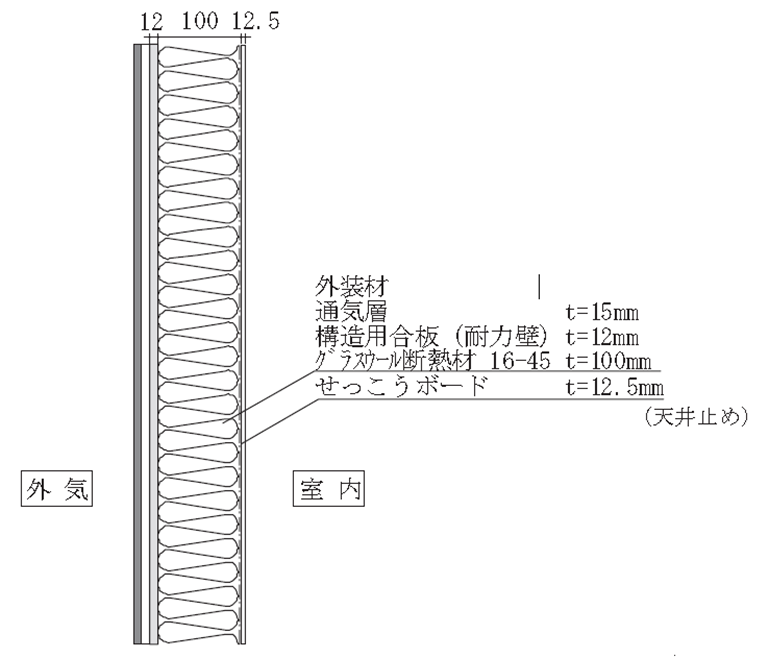 12 100 12.5
外装材
通気層 t=15mm
構造用合板(耐力壁) t=12mm
グラスウール断熱材 16-45 t=100mm
せっこうボード t=12.5mm
(天井止め)
外気 室内